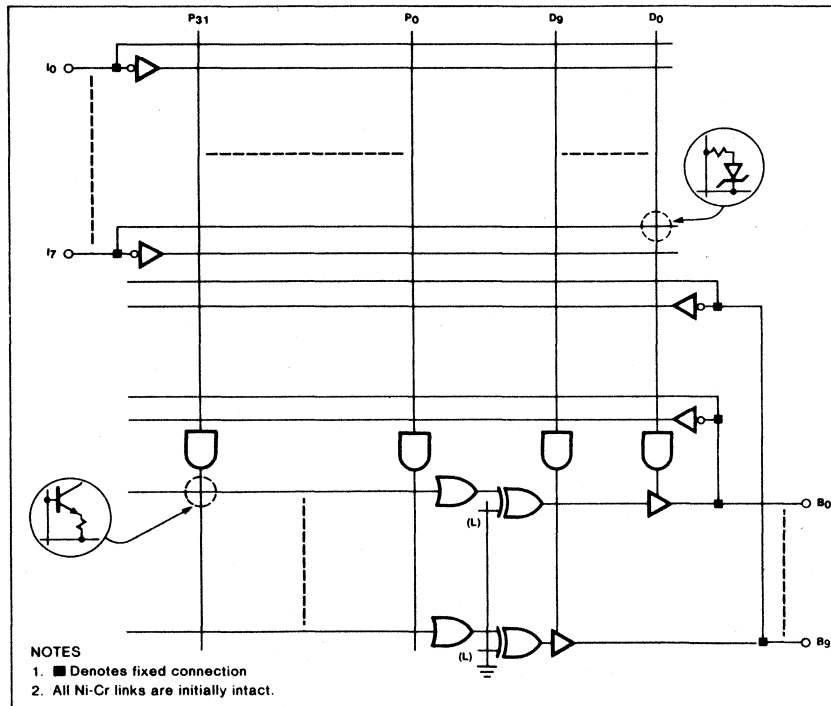 P31 P0 D9 D0
I0
I7
(L) B0
(L) B9
NOTES
1. ■ Denotes fixed connection
2. All Ni-Cr links are initially intact.